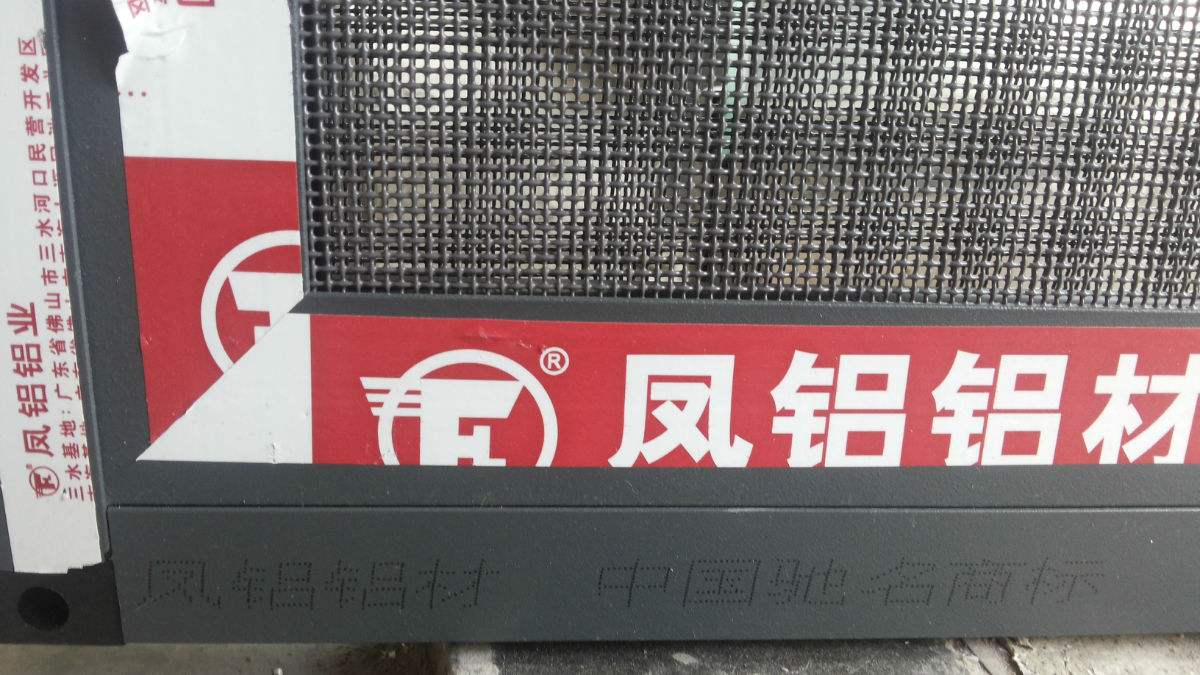 凤铝铝业
三水基地:广东省佛山市三水河口民营开发区
凤铝铝材
®
凤铝铝材 中国驰名商标